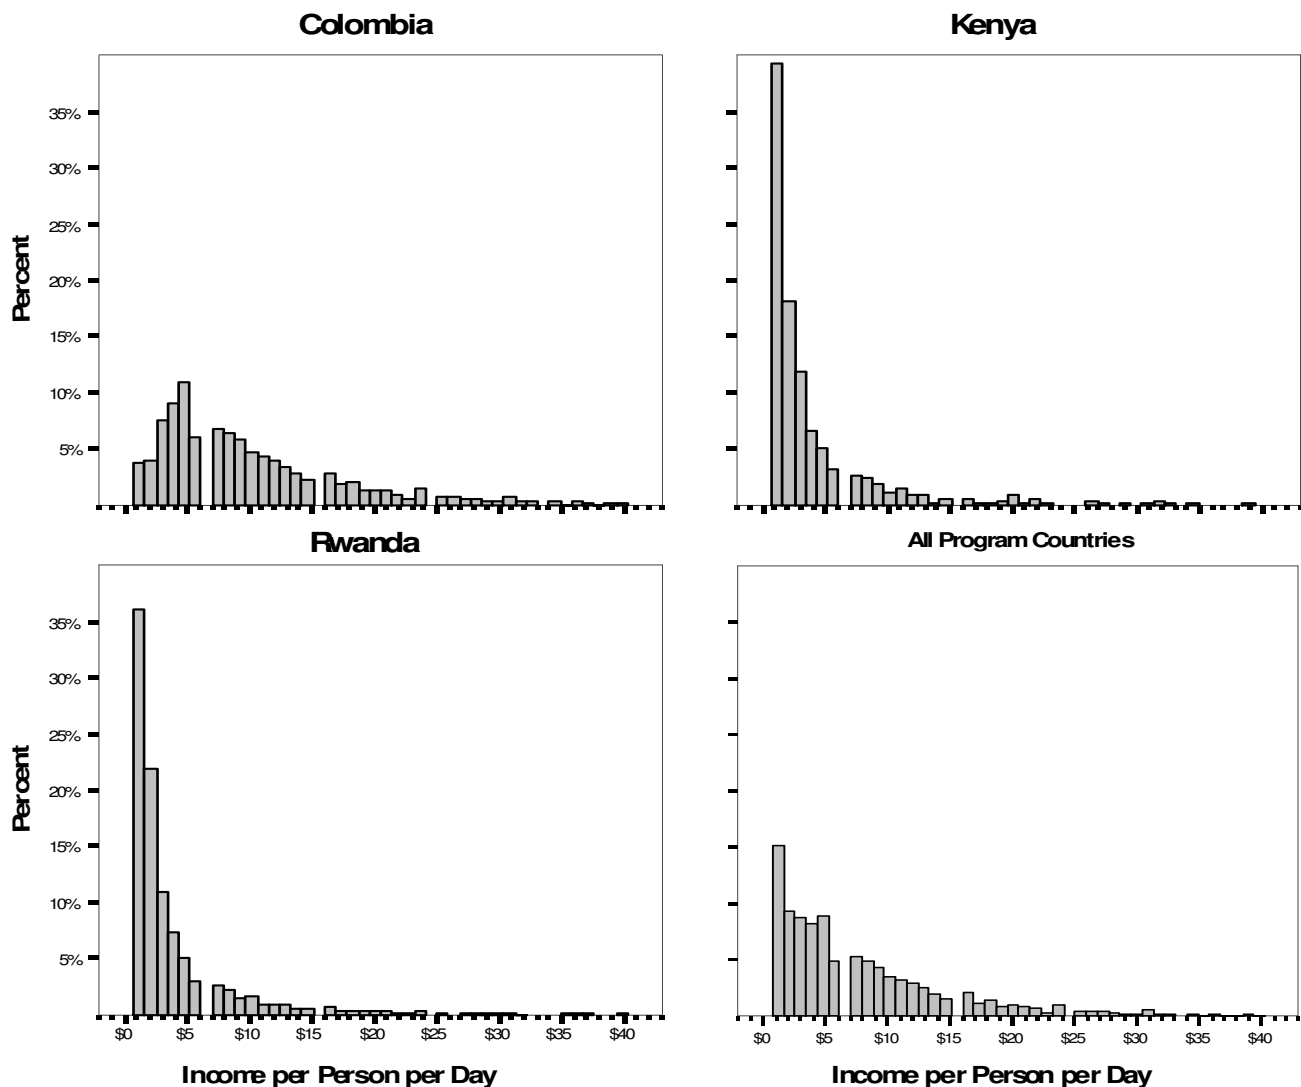 Colombia
Kenya
35%
30%
25%
20%
15%
10%
5%
Percent
Rwanda
All Program Countries
35%
30%
25%
20%
15%
10%
5%
Percent
$0 $5 $10 $15 $20 $25 $30 $35 $40
$0 $5 $10 $15 $20 $25 $30 $35 $40
Income per Person per Day
Income per Person per Day